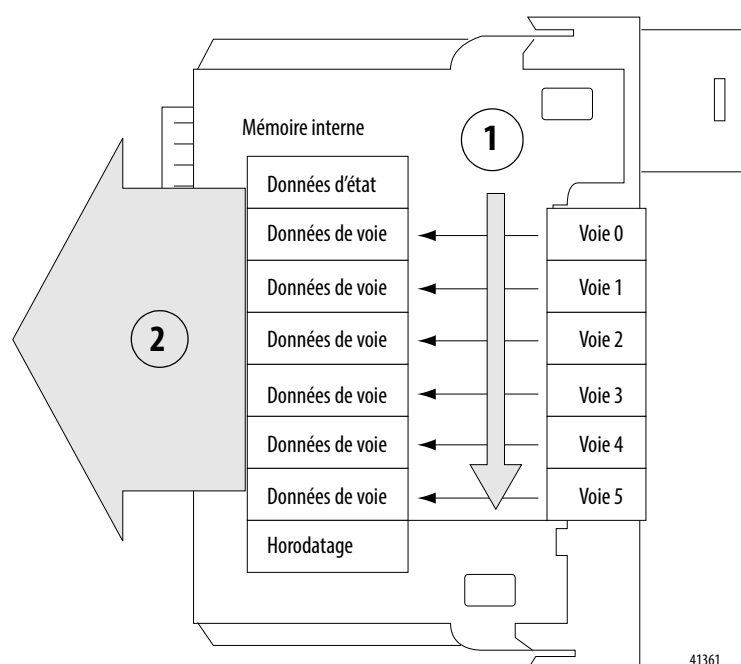 Mémoire interne
1
Données d'état
Données de voie
Voie 0
Données de voie
Voie 1
2
Données de voie
Voie 2
Données de voie
Voie 3
Données de voie
Voie 4
Données de voie
Voie 5
Horodatage
41361